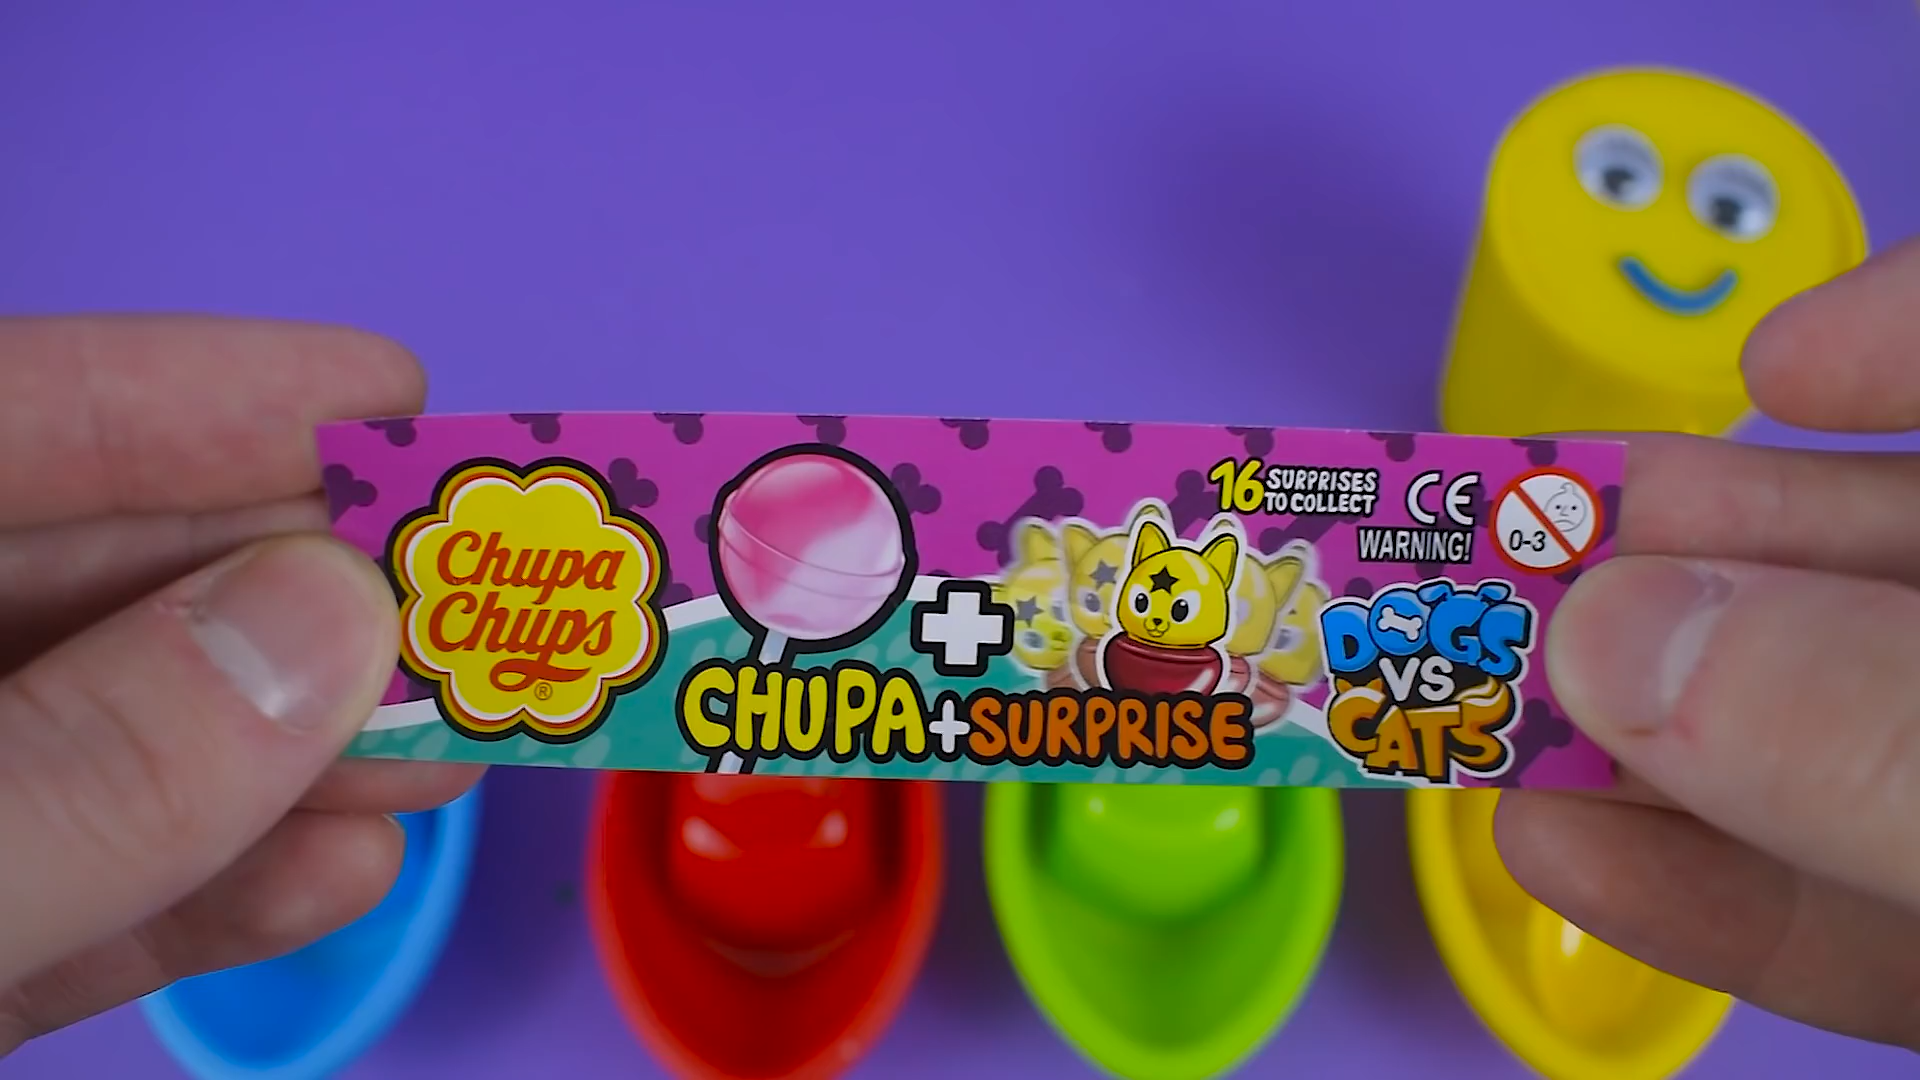 Chupa
Chups
®
CHUPA+SURPRISE
16 SURPRISES
TO COLLECT
CE
WARNING!
0-3
DOGS
VS
CATS